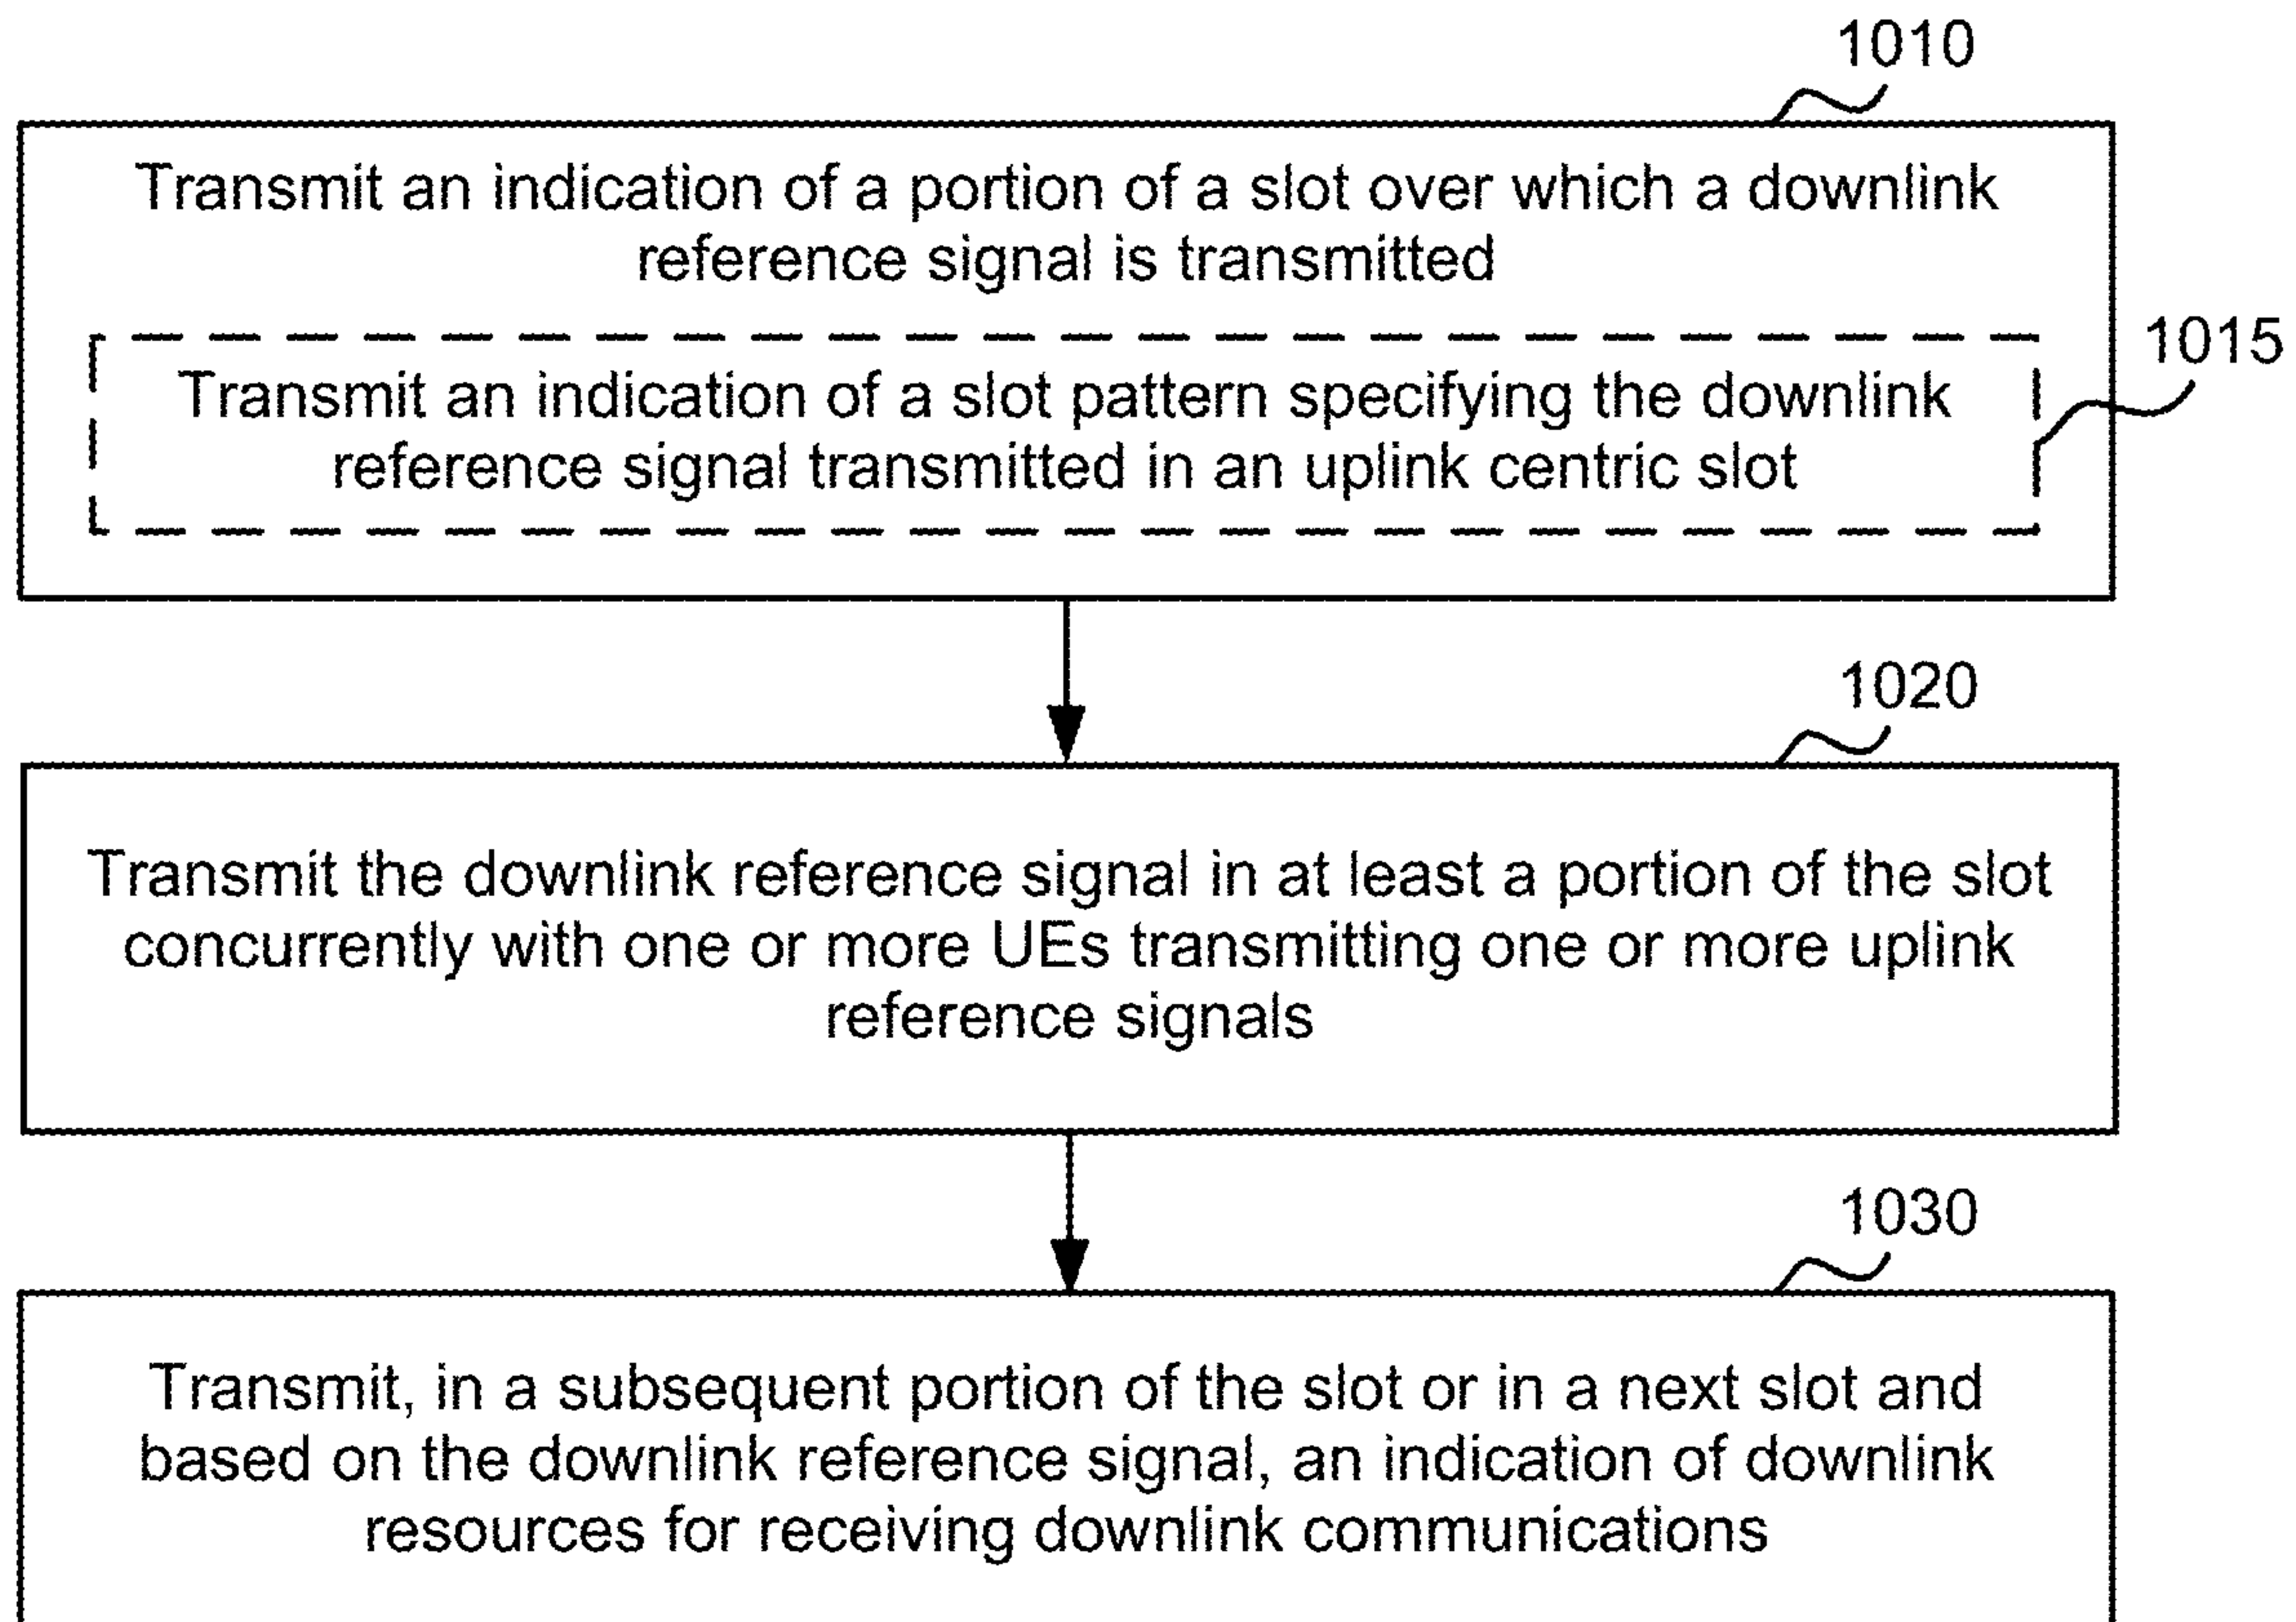 1010
Transmit an indication of a portion of a slot over which a downlink
reference signal is transmitted
1015
Transmit an indication of a slot pattern specifying the downlink
reference signal transmitted in an uplink centric slot
1020
Transmit the downlink reference signal in at least a portion of the slot
concurrently with one or more UEs transmitting one or more uplink
reference signals
1030
Transmit, in a subsequent portion of the slot or in a next slot and
based on the downlink reference signal, an indication of downlink
resources for receiving downlink communications